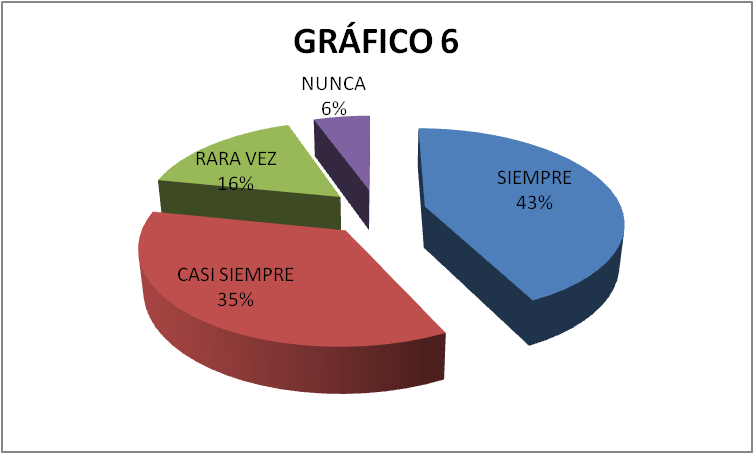 GRÁFICO 6
NUNCA
6%
RARA VEZ
16%
SIEMPRE
43%
CASI SIEMPRE
35%